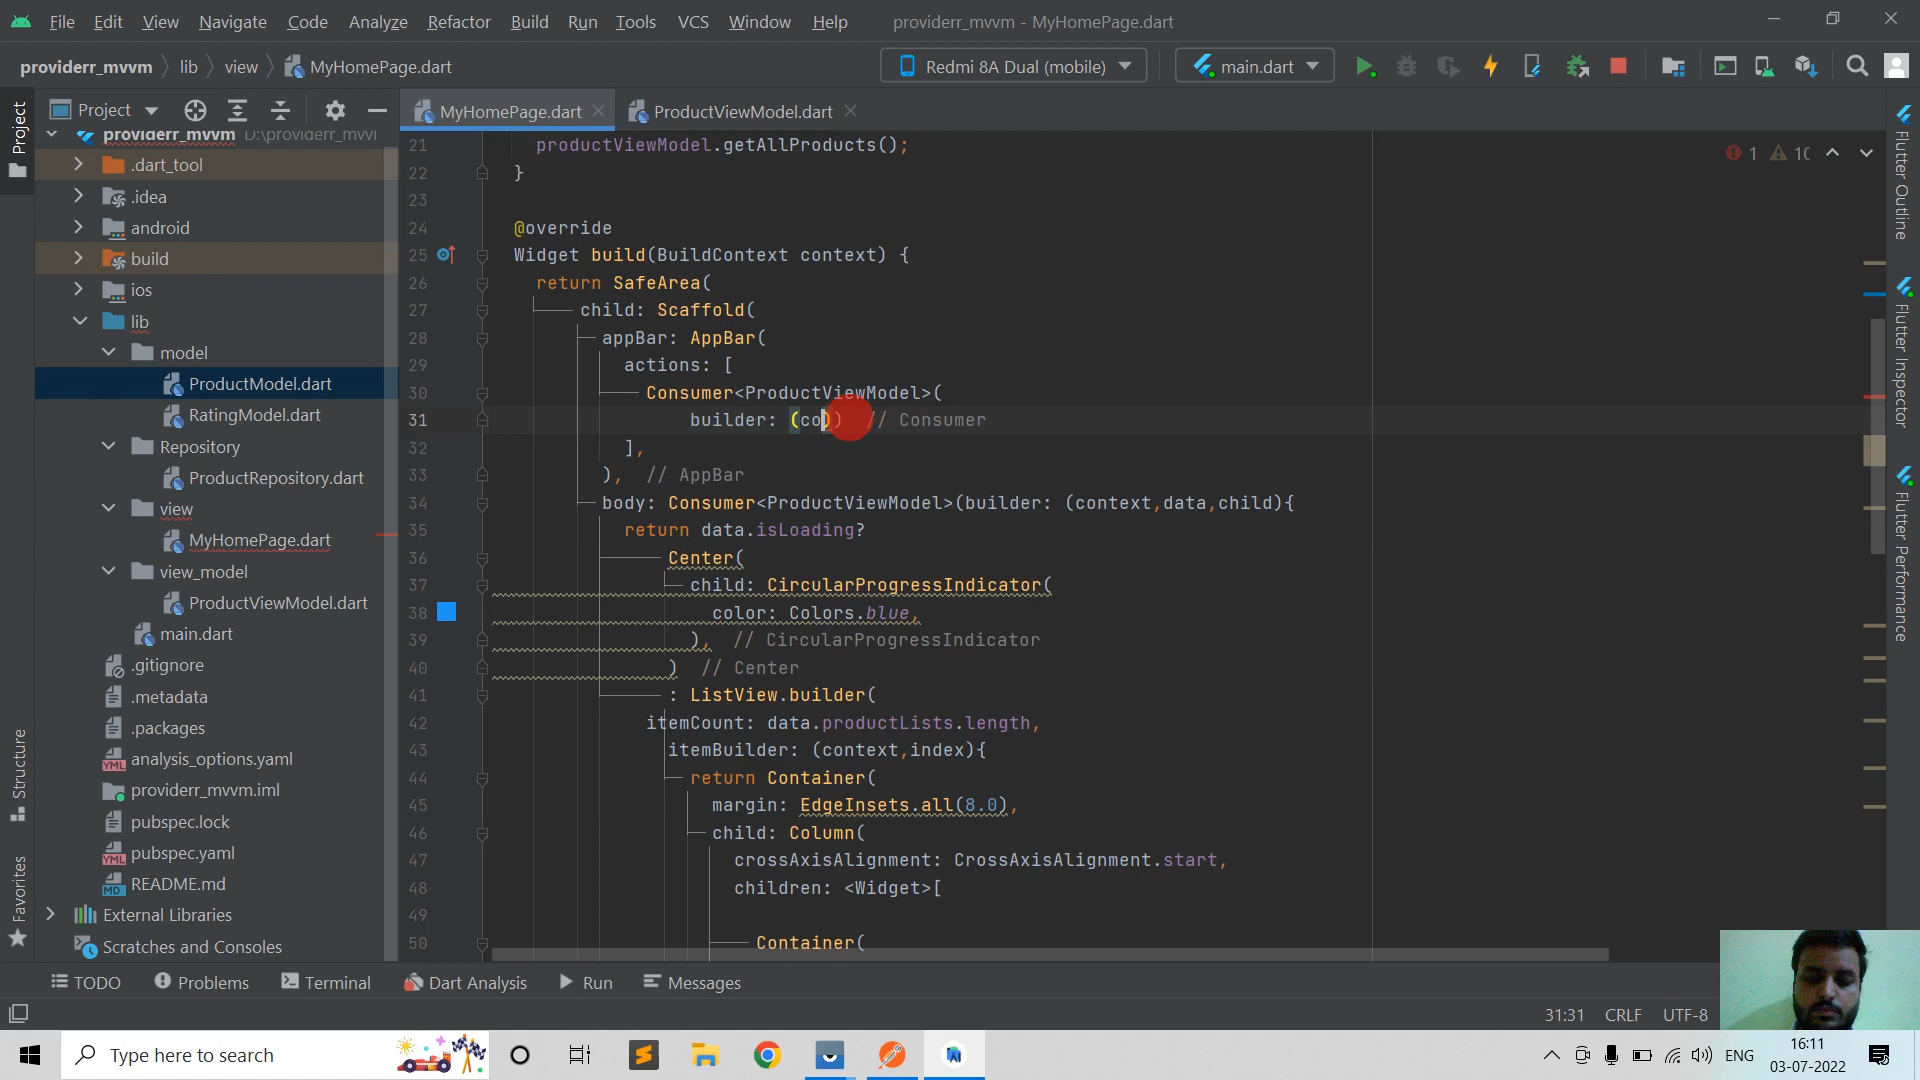 File Edit View Navigate Code Analyze Refactor Build Run Tools VCS Window Help providerr_mvvm - MyHomePage.dart
providerr_mvvm lib view MyHomePage.dart Redmi 8A Dual (mobile) main.dart
Project MyHomePage.dart ProductViewModel.dart
Project
Structure
Favorites
providerr_mvvm D:\providerr_mvvi
.dart_tool
.idea
android
build
ios
lib
model
ProductModel.dart
RatingModel.dart
Repository
ProductRepository.dart
view
MyHomePage.dart
view_model
ProductViewModel.dart
main.dart
.gitignore
.metadata
.packages
analysis_options.yaml
providerr_mvvm.iml
pubspec.lock
pubspec.yaml
README.md
External Libraries
Scratches and Consoles
21 productViewModel.getAllProducts();
22 }
23
24 @override
25 Widget build(BuildContext context) {
26 return SafeArea(
27 child: Scaffold(
28 appBar: AppBar(
29 actions: [
30 Consumer<ProductViewModel>(
31 builder: (co)) // Consumer
32 ],
33 ), // AppBar
34 body: Consumer<ProductViewModel>(builder: (context,data,child){
35 return data.isLoading?
36 Center(
37 child: CircularProgressIndicator(
38 color: Colors.blue,
39 ), // CircularProgressIndicator
40 ) // Center
41 : ListView.builder(
42 itemCount: data.productLists.length,
43 itemBuilder: (context,index){
44 return Container(
45 margin: EdgeInsets.all(8.0),
46 child: Column(
47 crossAxisAlignment: CrossAxisAlignment.start,
48 children: <Widget>[
49
50 Container(
1 10
Flutter Outline
Flutter Inspector
Flutter Performance
TODO Problems Terminal Dart Analysis Run Messages
31:31 CRLF UTF-8
Type here to search
ENG
16:11
03-07-2022